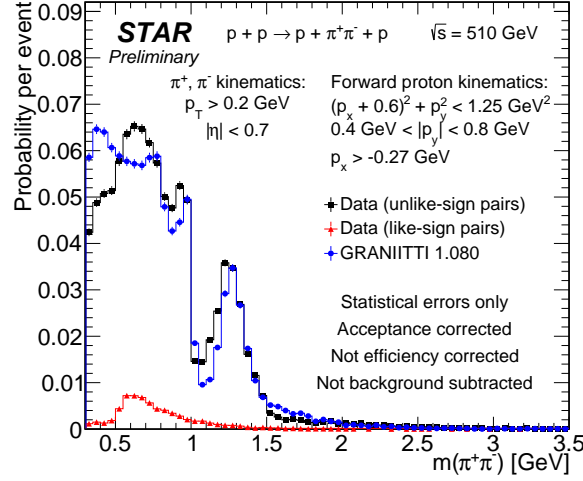 STAR
Preliminary
p + p → p + π⁺π⁻ + p
√s = 510 GeV
π⁺, π⁻ kinematics:
p_T > 0.2 GeV
|η| < 0.7
Forward proton kinematics:
(p_x + 0.6)² + p_y² < 1.25 GeV²
0.4 GeV < |p_y| < 0.8 GeV
p_x > -0.27 GeV
Data (unlike-sign pairs)
Data (like-sign pairs)
GRANIITTI 1.080
Statistical errors only
Acceptance corrected
Not efficiency corrected
Not background subtracted
Probability per event
0.09
0.08
0.07
0.06
0.05
0.04
0.03
0.02
0.01
0
0.5
1
1.5
2
2.5
3
3.5
m(π⁺π⁻) [GeV]